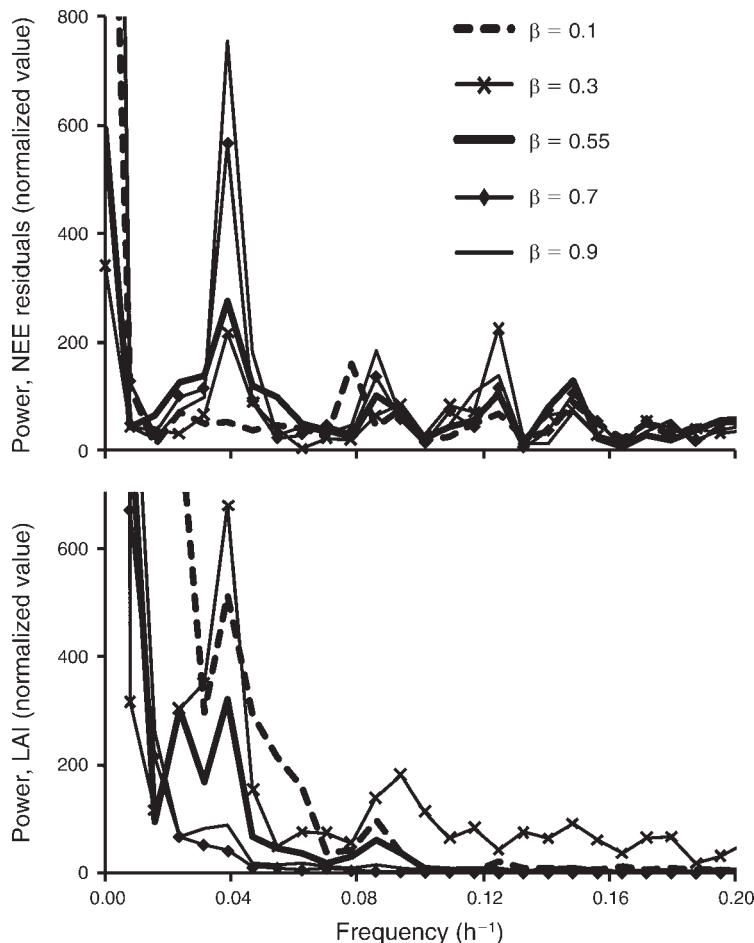 Power, NEE residuals (normalized value)
800
600
400
200
0
β = 0.1
β = 0.3
β = 0.55
β = 0.7
β = 0.9
Power, LAI (normalized value)
600
400
200
0
0.00 0.04 0.08 0.12 0.16 0.20
Frequency (h⁻¹)